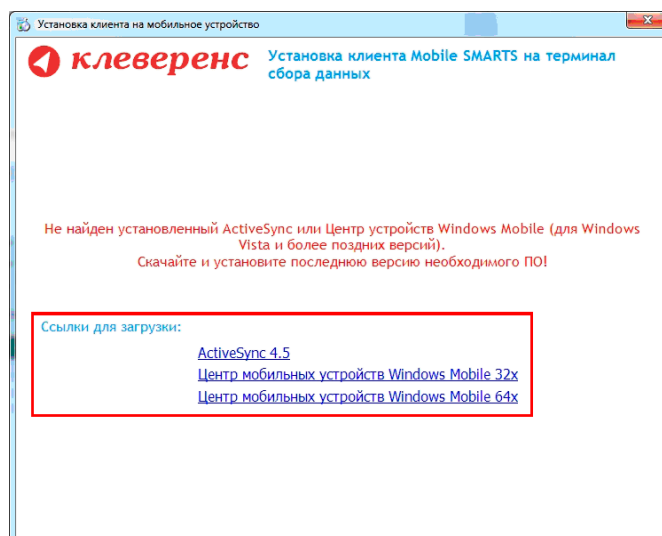 Установка клиента на мобильное устройство
клеверенс
Установка клиента Mobile SMARTS на терминал
сбора данных
Не найден установленный ActiveSync или Центр устройств Windows Mobile (для Windows
Vista и более поздних версий).
Скачайте и установите последнюю версию необходимого ПО!
Ссылки для загрузки:
ActiveSync 4.5
Центр мобильных устройств Windows Mobile 32x
Центр мобильных устройств Windows Mobile 64x